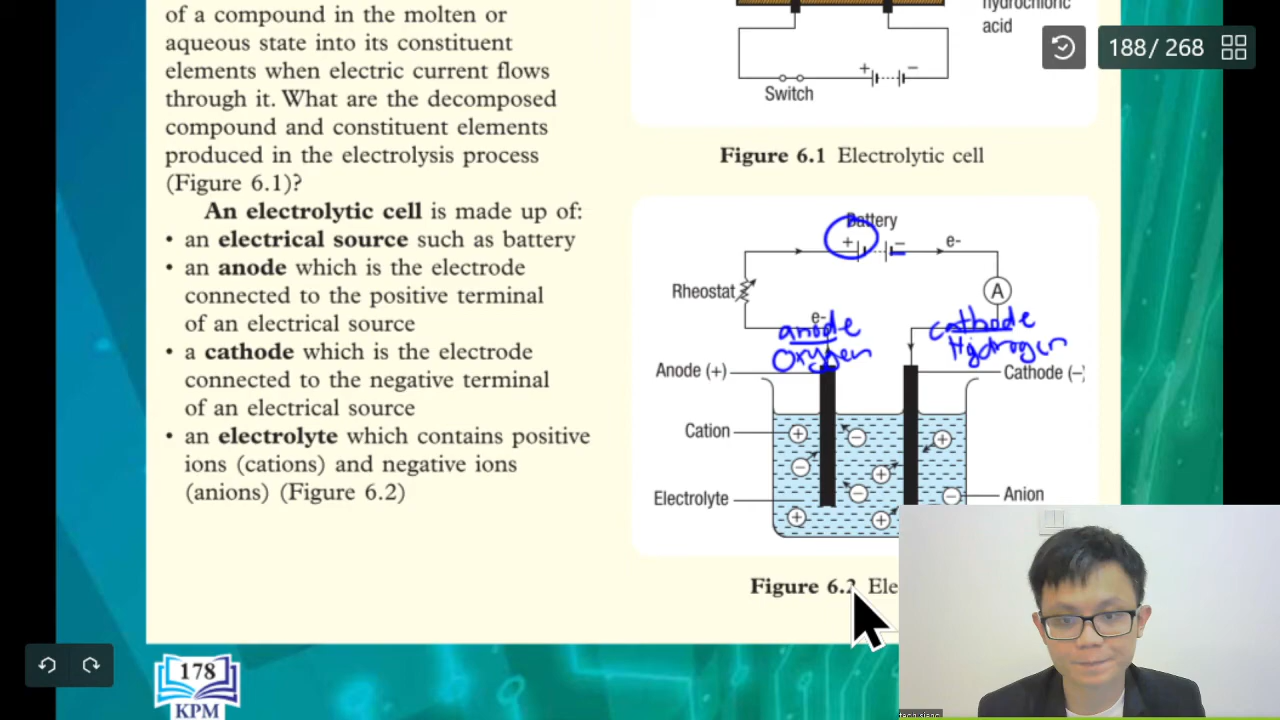 of a compound in the molten or
aqueous state into its constituent
elements when electric current flows
through it. What are the decomposed
compound and constituent elements
produced in the electrolysis process
(Figure 6.1)?
An electrolytic cell is made up of:
• an electrical source such as battery
• an anode which is the electrode
connected to the positive terminal
of an electrical source
• a cathode which is the electrode
connected to the negative terminal
of an electrical source
• an electrolyte which contains positive
ions (cations) and negative ions
(anions) (Figure 6.2)
178
KPM
hydrochloric
acid
188/ 268
+ −
Switch
Figure 6.1 Electrolytic cell
Battery
+ − e-
Rheostat
A
e-
anode
Oxygen
cathode
Hydrogen
Anode (+)
Cathode (−)
Cation
Electrolyte
Anion
Figure 6.2 Ele